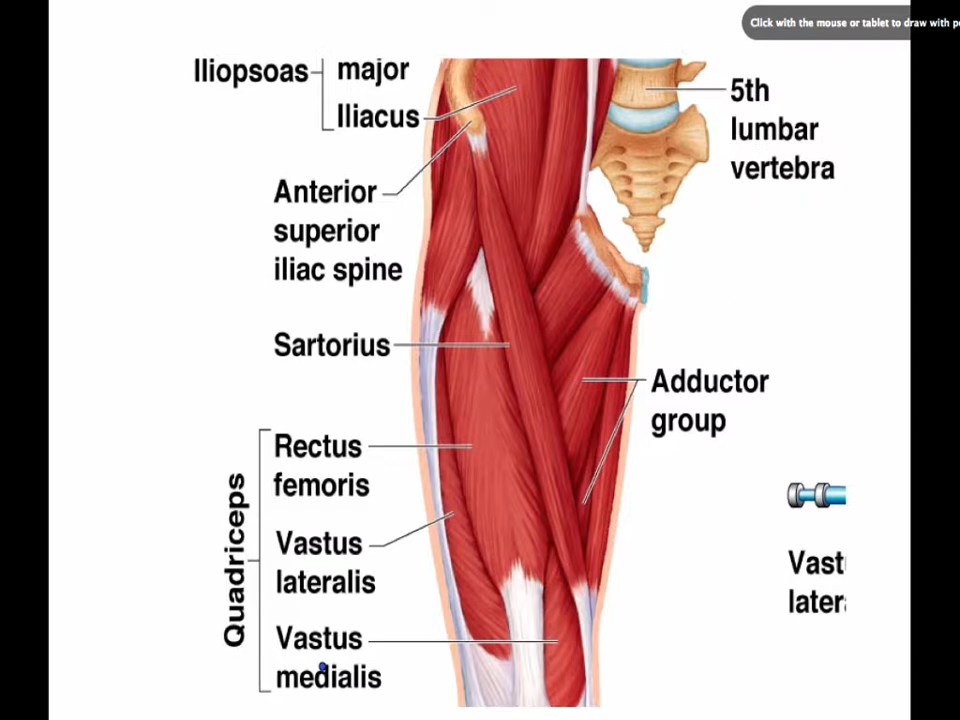 Click with the mouse or tablet to draw with
Iliopsoas
major
Iliacus
5th
lumbar
vertebra
Anterior
superior
iliac spine
Sartorius
Adductor
group
Quadriceps
Rectus
femoris
Vastus
lateralis
Vastus
medialis